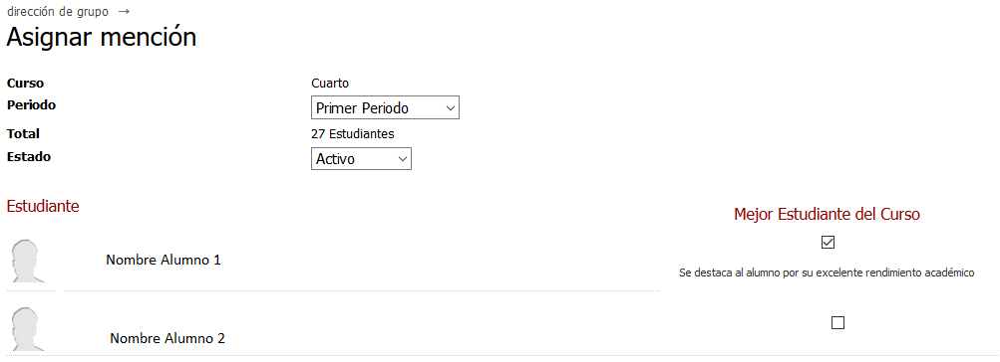 dirección de grupo →
Asignar mención
Curso Cuarto
Periodo Primer Periodo
Total 27 Estudiantes
Estado Activo
Estudiante Mejor Estudiante del Curso
Nombre Alumno 1
Se destaca al alumno por su excelente rendimiento académico
Nombre Alumno 2